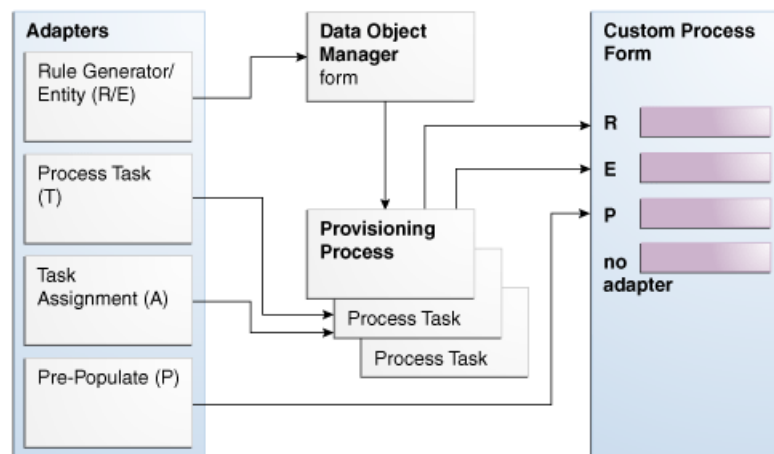 Adapters
Rule Generator/
Entity (R/E)
Process Task
(T)
Task
Assignment (A)
Pre-Populate (P)
Data Object
Manager
form
Provisioning
Process
Process Task
Process Task
Custom Process
Form
R
E
P
no
adapter